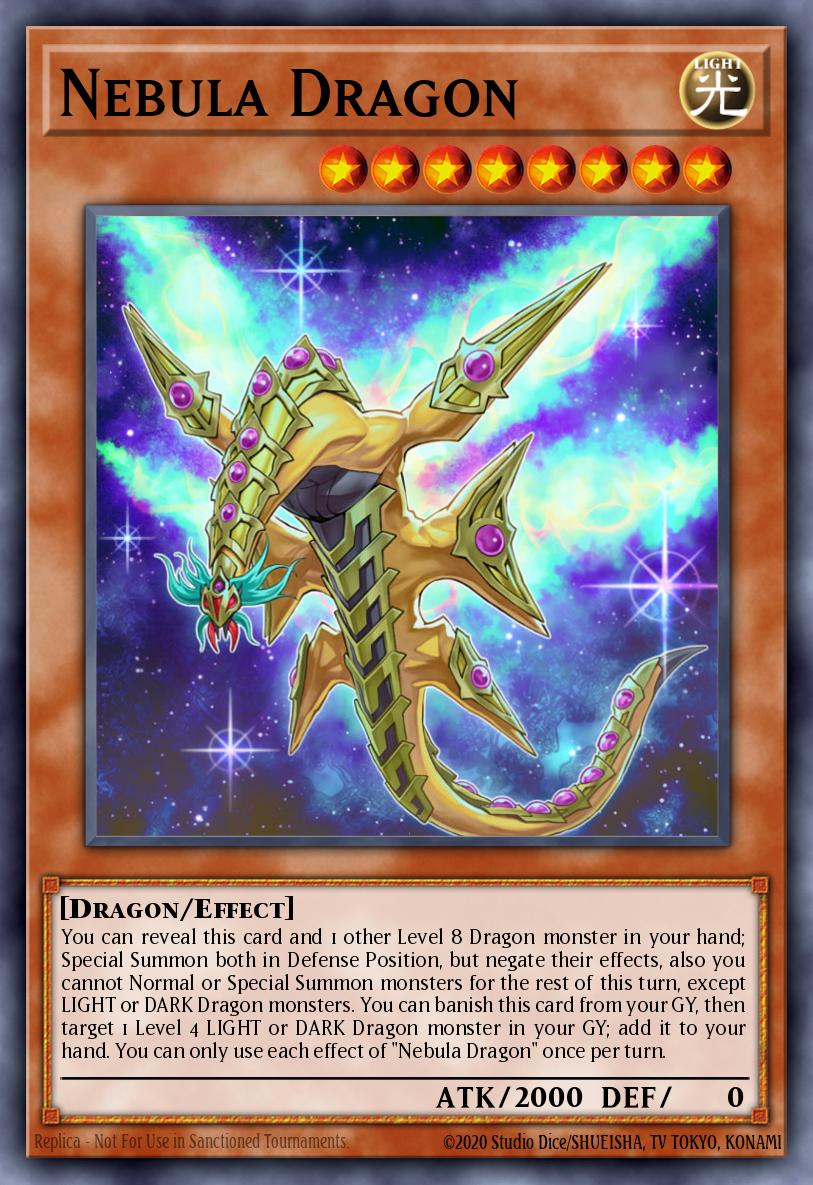 Nebula Dragon
LIGHT
光
[Dragon/Effect]
You can reveal this card and 1 other Level 8 Dragon monster in your hand;
Special Summon both in Defense Position, but negate their effects, also you
cannot Normal or Special Summon monsters for the rest of this turn, except
LIGHT or DARK Dragon monsters. You can banish this card from your GY, then
target 1 Level 4 LIGHT or DARK Dragon monster in your GY; add it to your
hand. You can only use each effect of "Nebula Dragon" once per turn.
ATK/2000 DEF/ 0
Replica - Not For Use in Sanctioned Tournaments.
©2020 Studio Dice/SHUEISHA, TV TOKYO, KONAMI